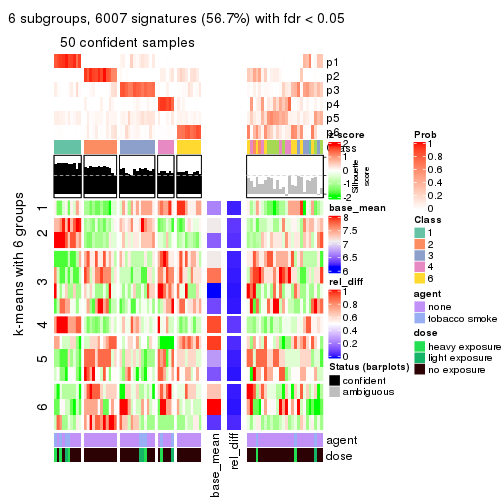 6 subgroups, 6007 signatures (56.7%) with fdr < 0.05
50 confident samples
p1
p2
p3
p4
p5
p6
Class
Silhouette
score
k-means with 6 groups
1
2
3
4
5
6
agent
dose
base_mean
rel_diff
z-score
2
1
0
-1
-2
base_mean
8
7.5
7
6.5
6
rel_diff
1
0.8
0.6
0.4
0.2
0
Status (barplots)
confident
ambiguous
Prob
1
0.8
0.6
0.4
0.2
0
Class
1
2
3
4
6
agent
none
tobacco smoke
dose
heavy exposure
light exposure
no exposure